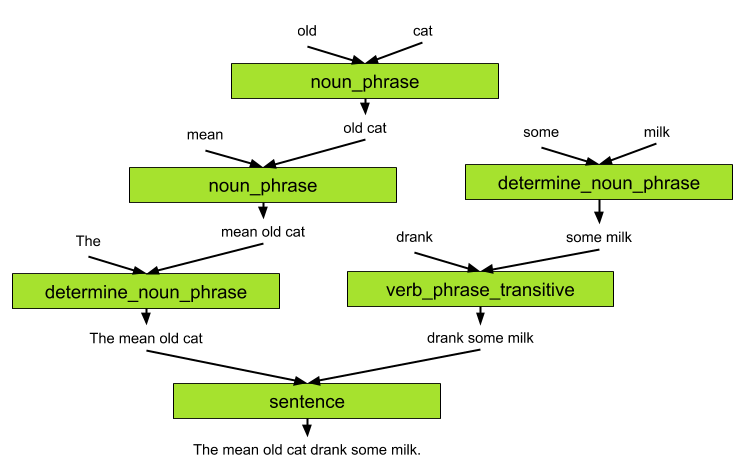 old cat
noun_phrase
old cat
mean
some milk
noun_phrase
determine_noun_phrase
mean old cat
The
drank
some milk
determine_noun_phrase
verb_phrase_transitive
The mean old cat
drank some milk
sentence
The mean old cat drank some milk.